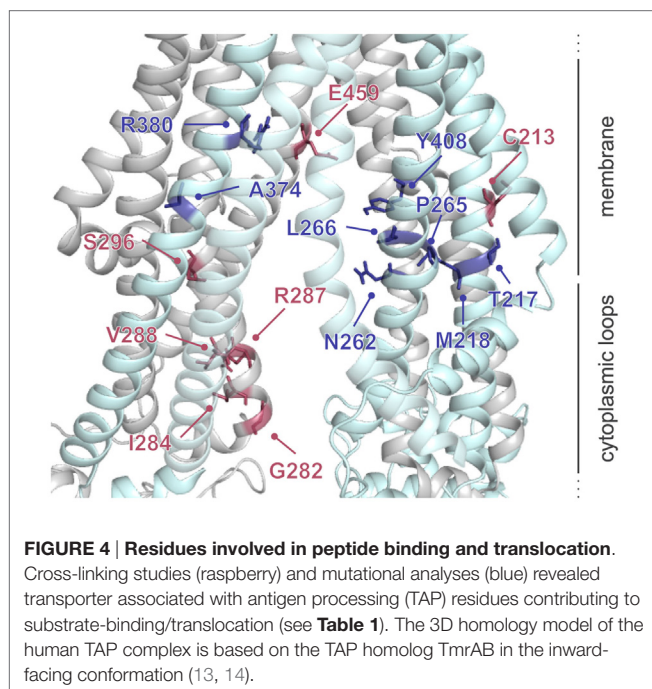 E459
R380
C213
Y408
membrane
A374
P265
L266
S296
R287
T217
V288
N262
M218
cytoplasmic loops
I284
G282
FIGURE 4 | Residues involved in peptide binding and translocation.
Cross-linking studies (raspberry) and mutational analyses (blue) revealed
transporter associated with antigen processing (TAP) residues contributing to
substrate-binding/translocation (see Table 1). The 3D homology model of the
human TAP complex is based on the TAP homolog TmrAB in the inward-
facing conformation (13, 14).